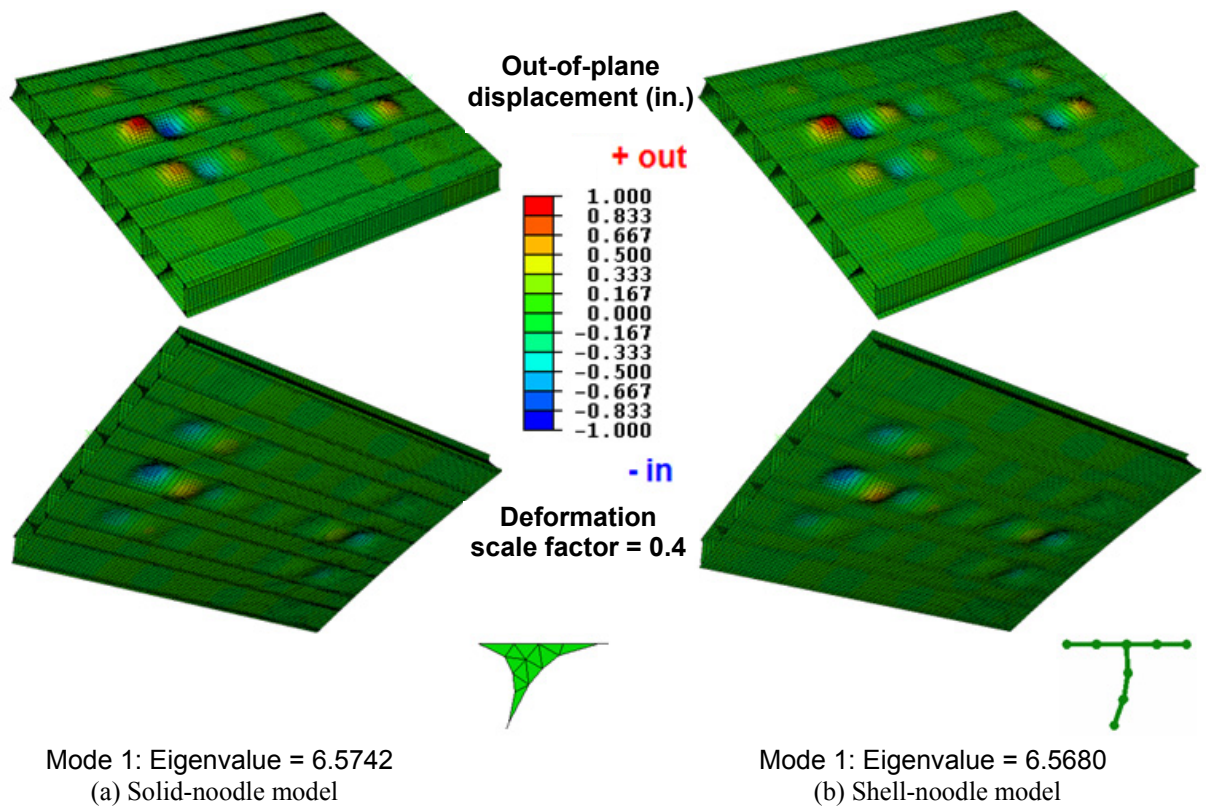 Out-of-plane
displacement (in.)
+ out
1.000
0.833
0.667
0.500
0.333
0.167
0.000
-0.167
-0.333
-0.500
-0.667
-0.833
-1.000
- in
Deformation
scale factor = 0.4
Mode 1: Eigenvalue = 6.5742
(a) Solid-noodle model
Mode 1: Eigenvalue = 6.5680
(b) Shell-noodle model